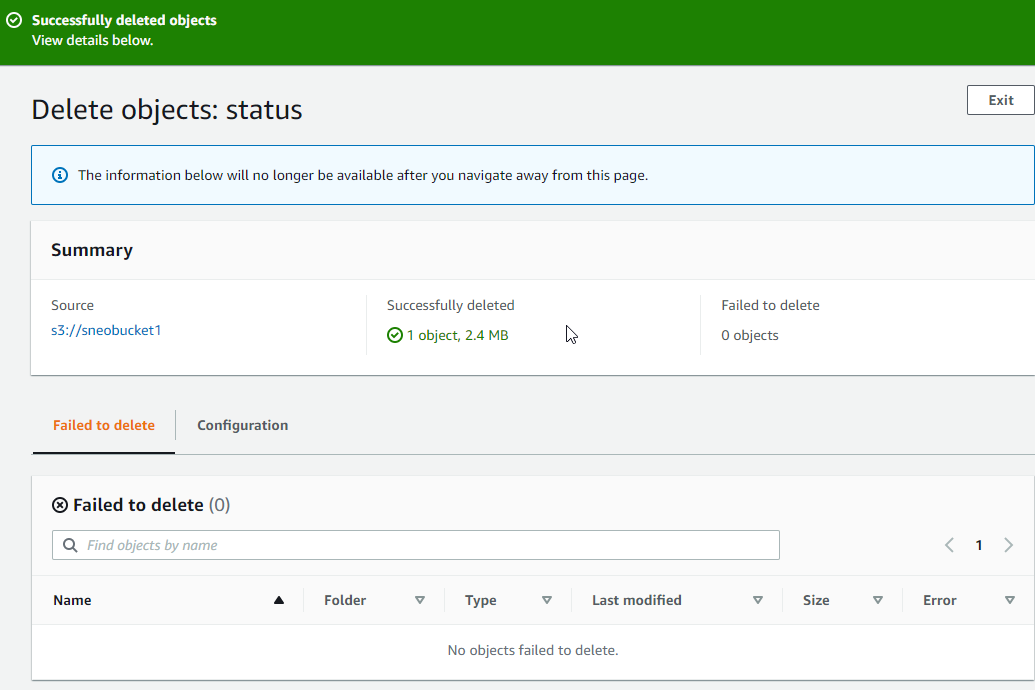 Successfully deleted objects
View details below.
Delete objects: status
Exit
The information below will no longer be available after you navigate away from this page.
Summary
Source
s3://sneobucket1
Successfully deleted
1 object, 2.4 MB
Failed to delete
0 objects
Failed to delete
Configuration
Failed to delete (0)
Find objects by name
1
Name Folder Type Last modified Size Error
No objects failed to delete.